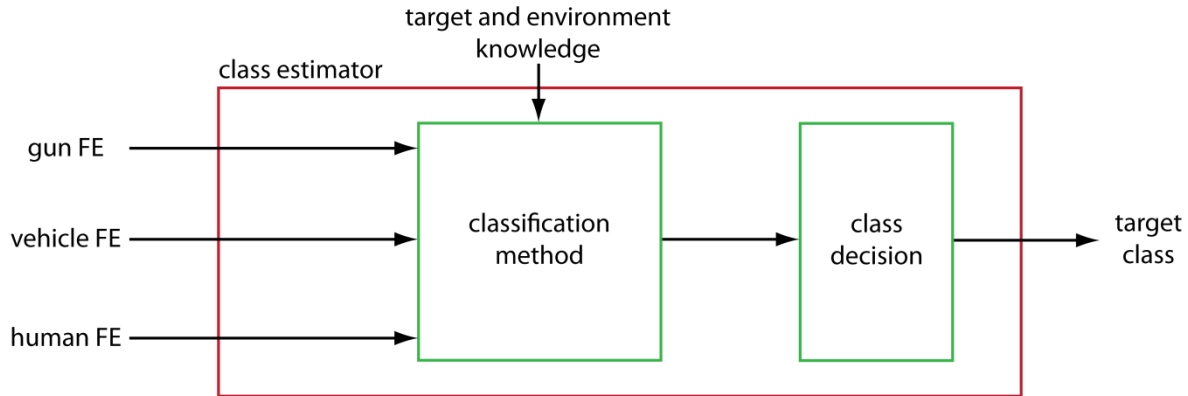 target and environment
knowledge
class estimator
gun FE
vehicle FE
human FE
classification
method
class
decision
target
class